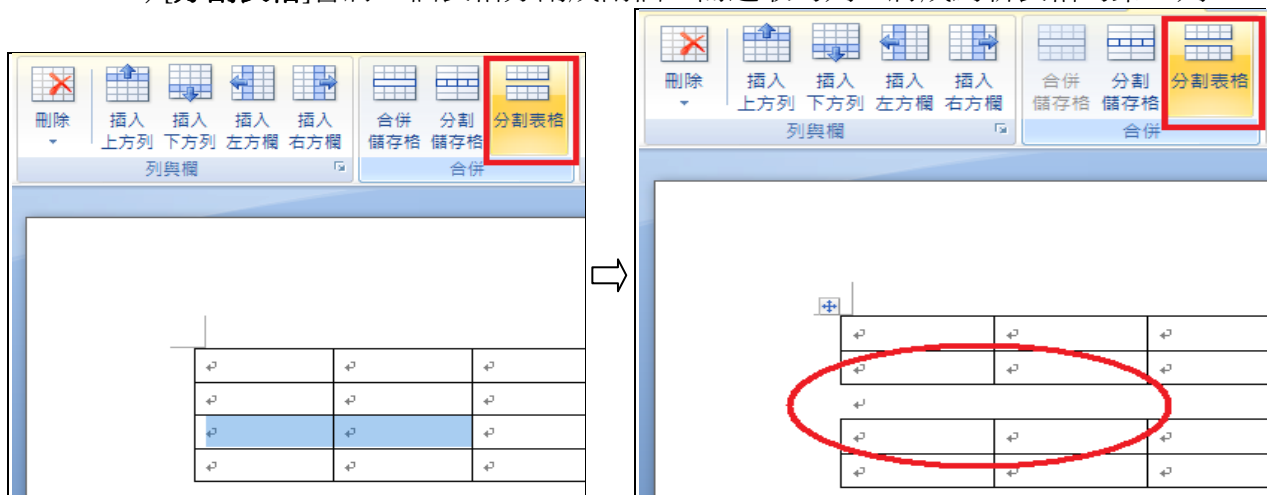 刪除
插入
上方列
插入
下方列
插入
左方欄
插入
右方欄
合併
儲存格
分割
儲存格
分割表格
列與欄
合併
刪除
插入
上方列
插入
下方列
插入
左方欄
插入
右方欄
合併
儲存格
分割
儲存格
分割表格
列與欄
合併